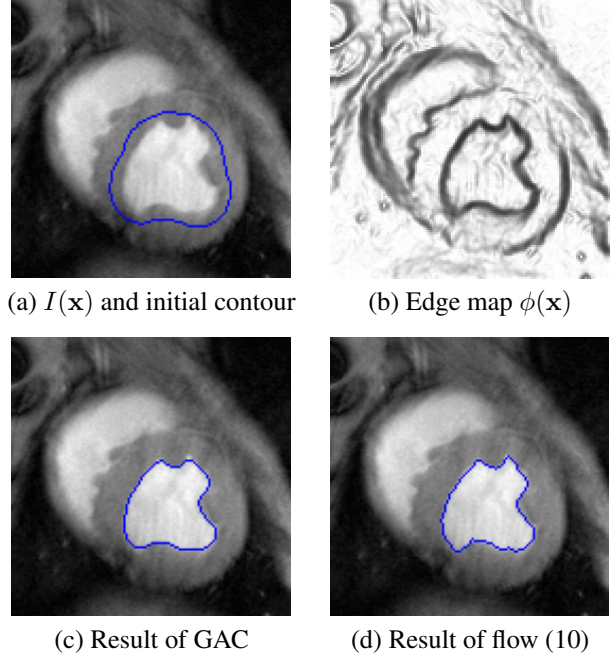 (a) I(x) and initial contour
(b) Edge map ϕ(x)
(c) Result of GAC
(d) Result of flow (10)